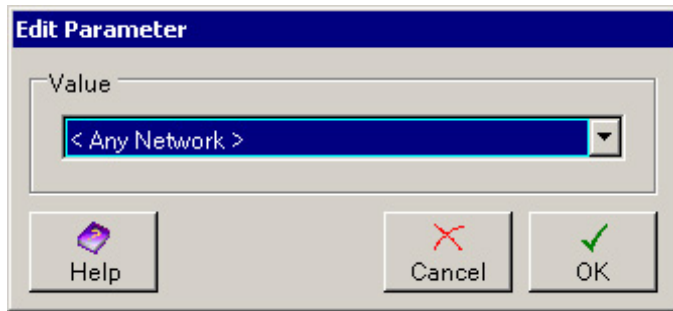 Edit Parameter
Value
< Any Network >
Help
Cancel
OK